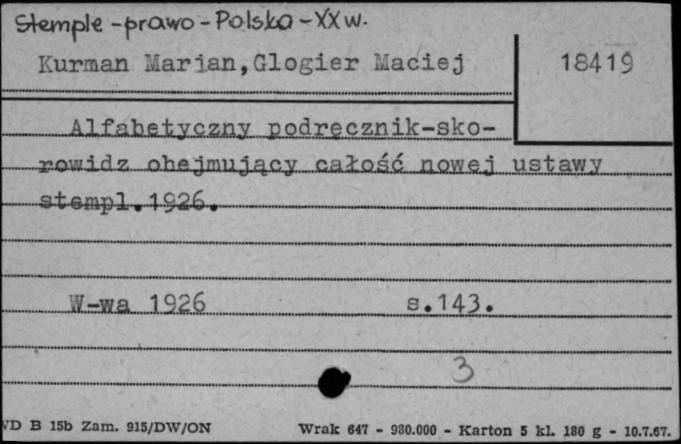 Stemple - prawo - Polska - XX w.
Kurman Marian, Glogier Maciej
18419
Alfabetyczny podręcznik-sko-
rowidz obejmujący całość nowej ustawy
stempl.1926.
W-wa 1926 s.143.
3
WD B 15b Zam. 915/DW/ON Wrak 647 - 930.000 - Karton 5 kl. 180 g - 10.7.67.